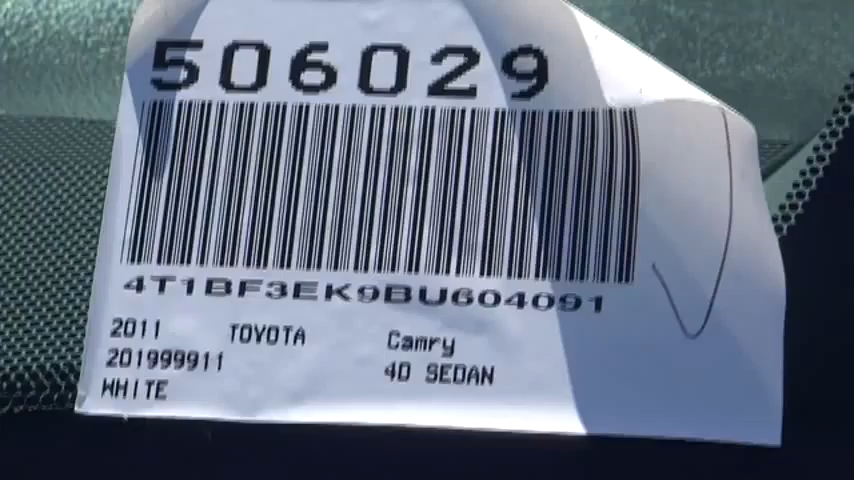 506029
4T1BF3EK9BU604091
2011 TOYOTA Camry
201999911 4D SEDAN
WHITE